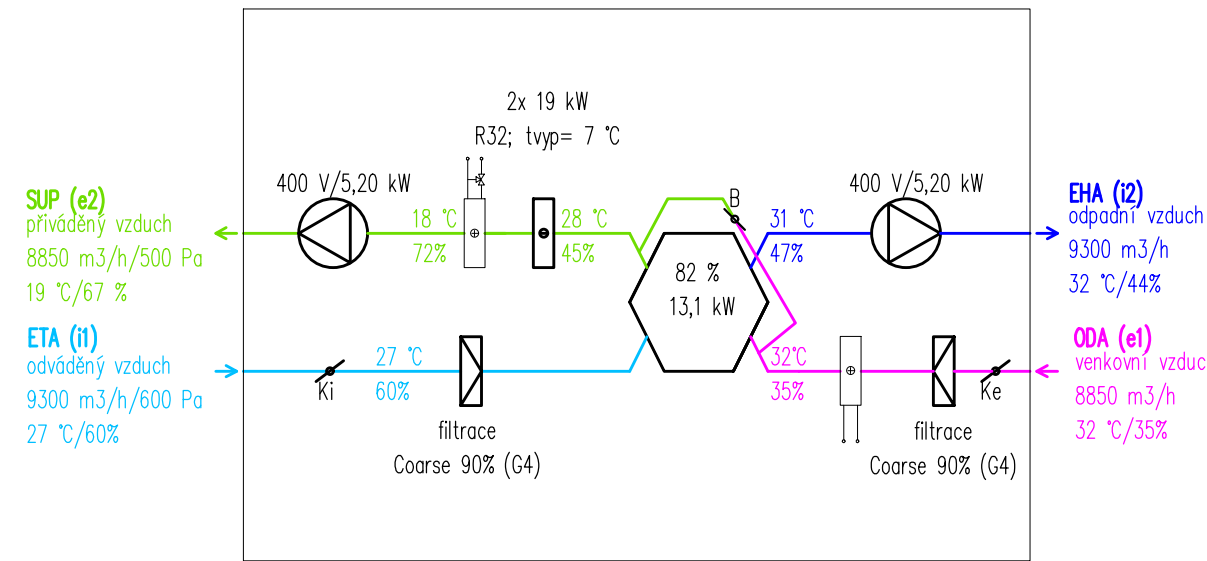 2x 19 kW
R32; tvyp= 7 °C
400 V/5,20 kW
400 V/5,20 kW
SUP (e2)
přiváděný vzduch
8850 m3/h/500 Pa
19 °C/67 %
18 °C
72%
28 °C
45%
B
31 °C
47%
EHA (i2)
odpadní vzduch
9300 m3/h
32 °C/44%
82 %
13,1 kW
ETA (i1)
odváděný vzduch
9300 m3/h/600 Pa
27 °C/60%
Ki
27 °C
60%
filtrace
Coarse 90% (G4)
32°C
35%
Ke
filtrace
Coarse 90% (G4)
ODA (e1)
venkovní vzduc
8850 m3/h
32 °C/35%